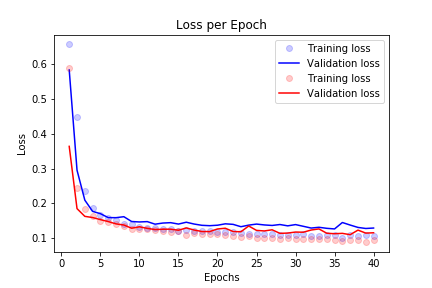 Loss per Epoch
Training loss
Validation loss
Training loss
Validation loss
Loss
0.6
0.5
0.4
0.3
0.2
0.1
0 5 10 15 20 25 30 35 40
Epochs